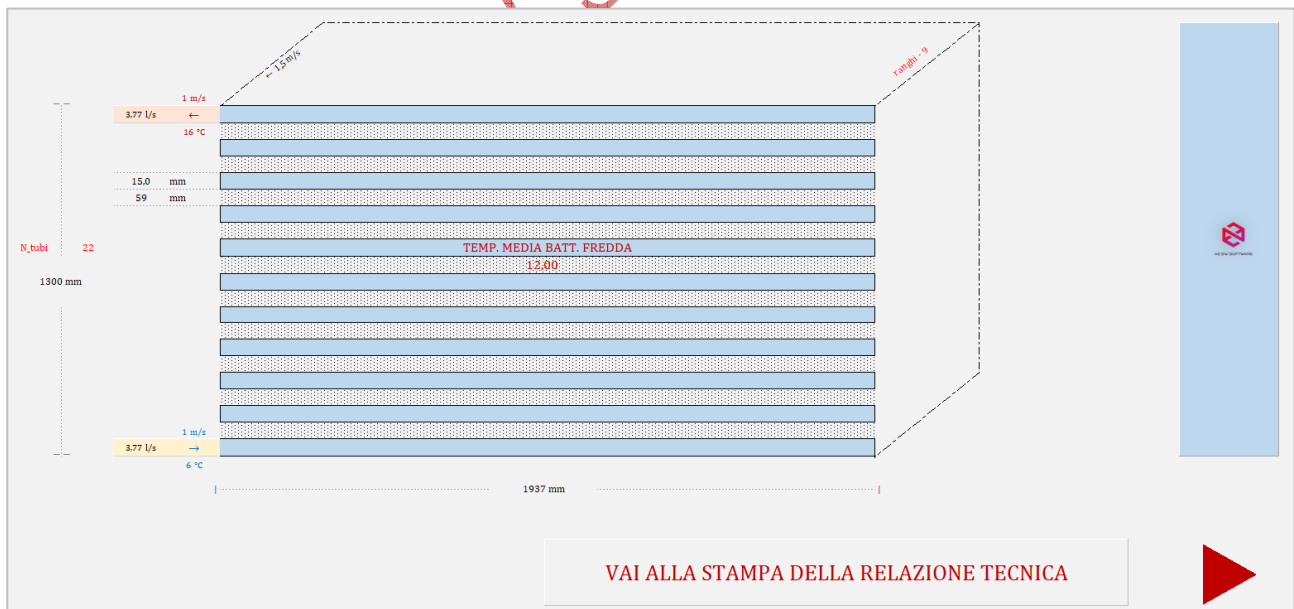 ← 1,5 m/s
ranghi - 9
1 m/s
3,77 l/s ←
16 °C
15,0 mm
59 mm
N_tubi 22
TEMP. MEDIA BATT. FREDDA
12,00
1300 mm
1 m/s
3,77 l/s →
6 °C
1937 mm
VAI ALLA STAMPA DELLA RELAZIONE TECNICA